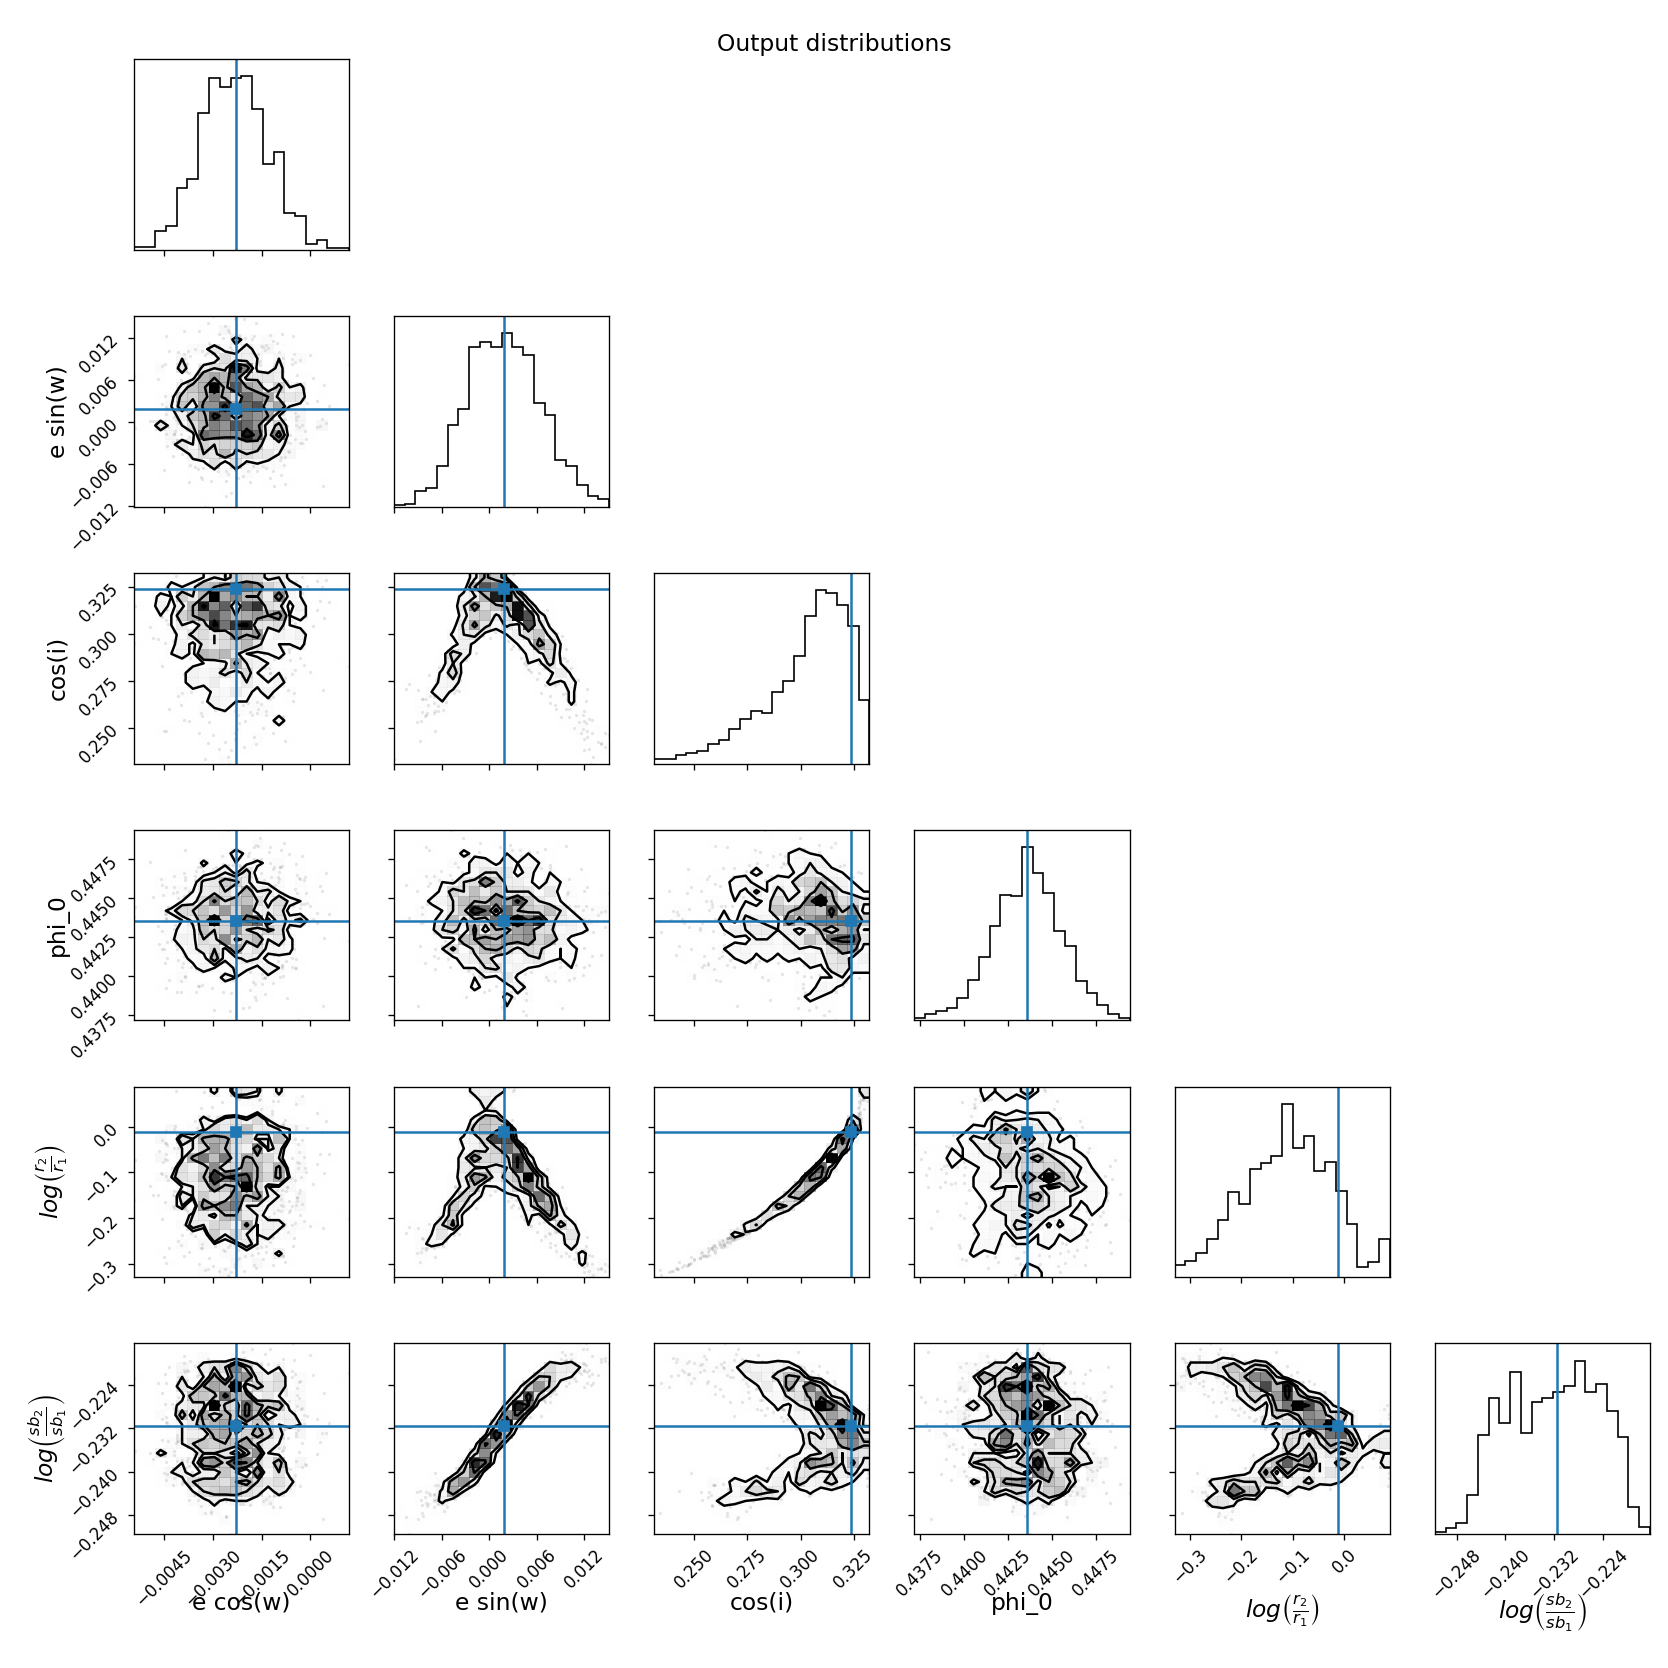 Output distributions
e sin(w)
0.012
0.006
0.000
−0.006
−0.012
cos(i)
0.325
0.300
0.275
0.250
phi_0
0.4475
0.4450
0.4425
0.4400
0.4375
log(r₂/r₁)
0.0
−0.1
−0.2
−0.3
log(sb₂/sb₁)
−0.224
−0.232
−0.240
−0.248
−0.0045 −0.0030 −0.0015 0.0000
−0.012 −0.006 0.000 0.006 0.012
0.250 0.275 0.300 0.325
0.4375 0.4400 0.4425 0.4450 0.4475
−0.3 −0.2 −0.1 0.0
−0.248 −0.240 −0.232 −0.224
e cos(w)
e sin(w)
cos(i)
phi_0
log(r₂/r₁)
log(sb₂/sb₁)